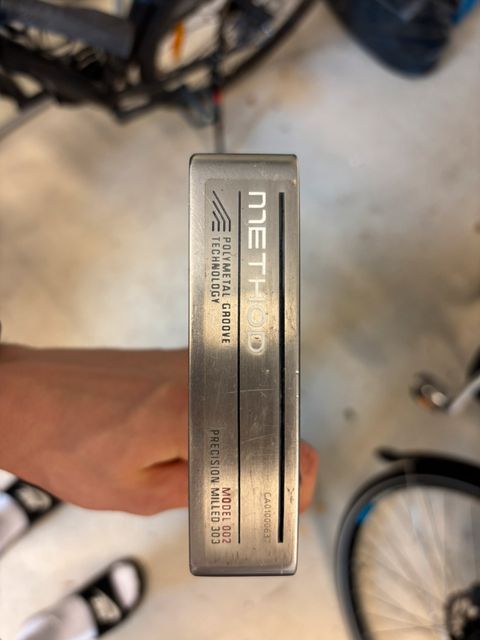 METHOD
POLYMETAL GROOVE
TECHNOLOGY
MODEL 002
PRECISION MILLED 303